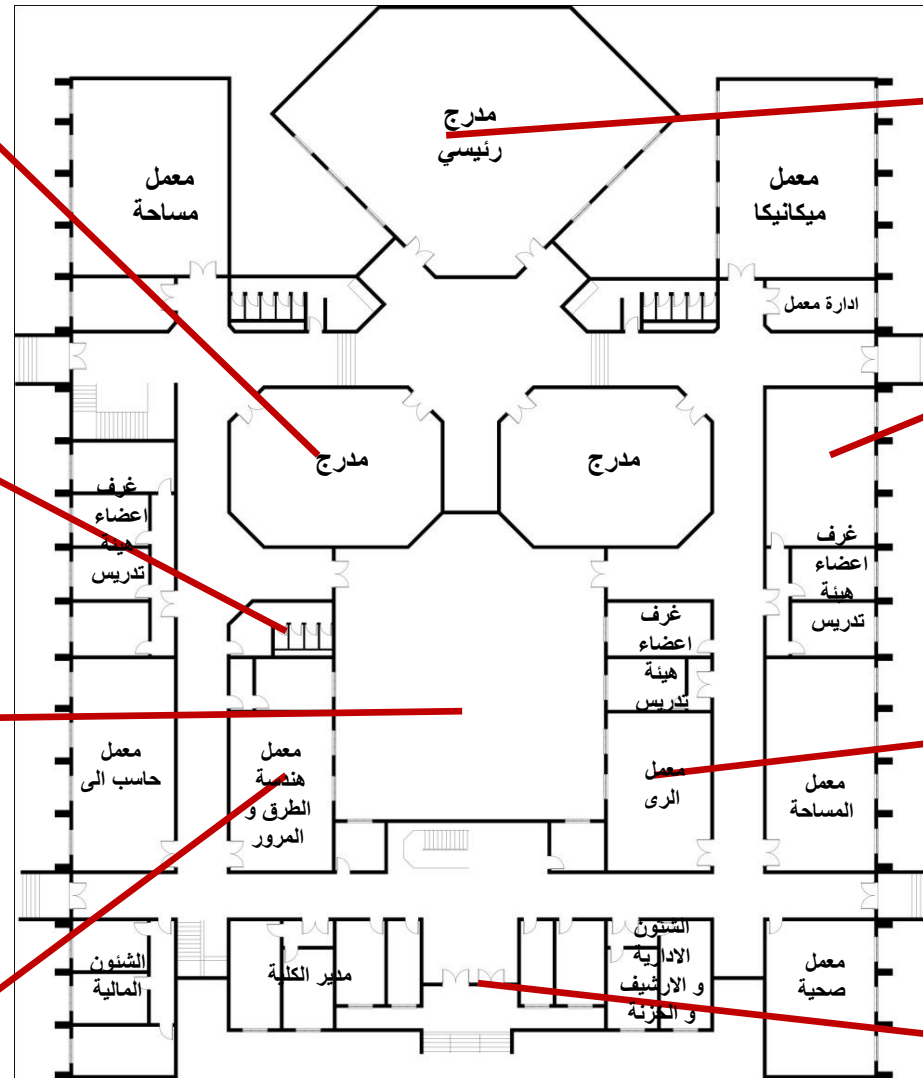 مدرج
رئيسي
معمل
مساحة
معمل
ميكانيكا
ادارة معمل
مدرج
مدرج
غرف
اعضاء
هيئة
تدريس
غرف
اعضاء
هيئة
تدريس
غرف
اعضاء
هيئة
تدريس
معمل
حاسب الى
معمل
هندسة
الطرق و
المرور
معمل
الرى
معمل
المساحة
الشئون
المالية
مدير الكلية
الشئون
الادارية
و الارشيف
و الخزنة
معمل
صحية